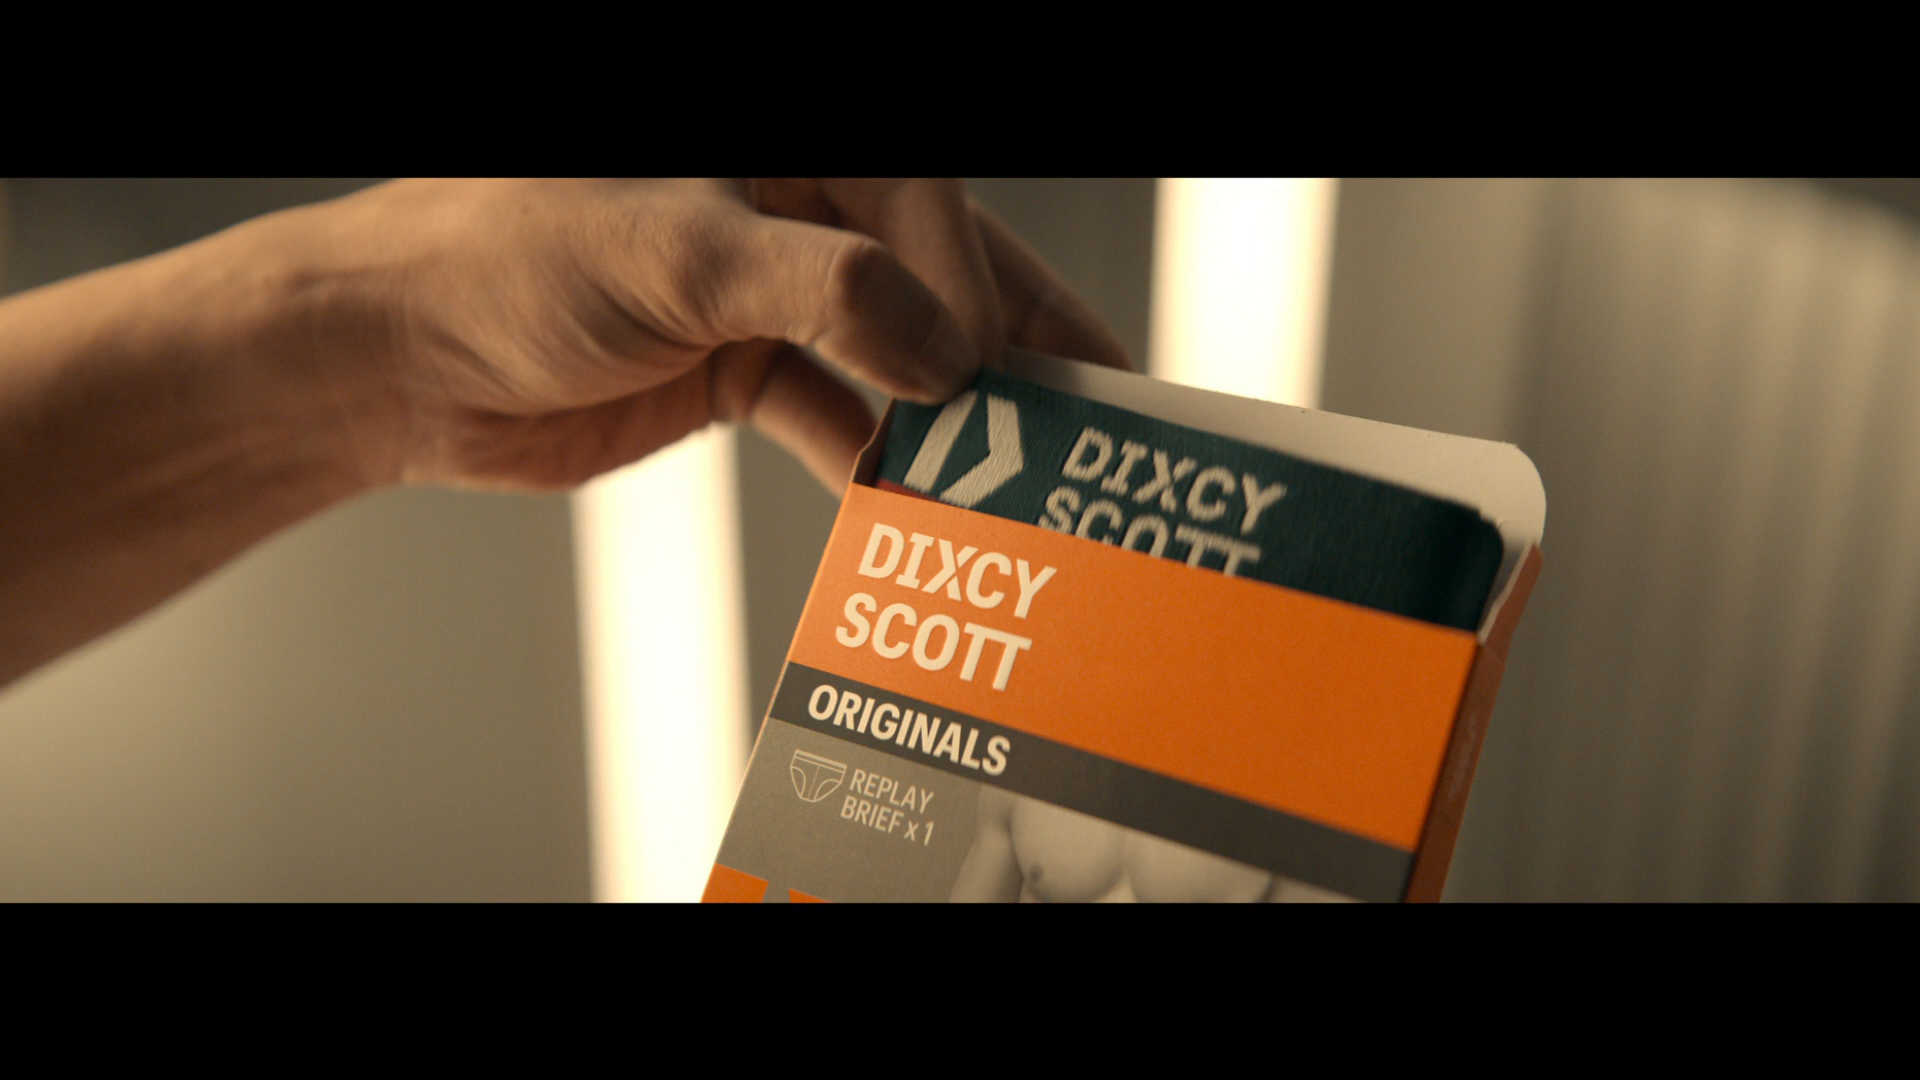 DIXCY
SCOTT
DIXCY
SCOTT
ORIGINALS
REPLAY
BRIEF x 1